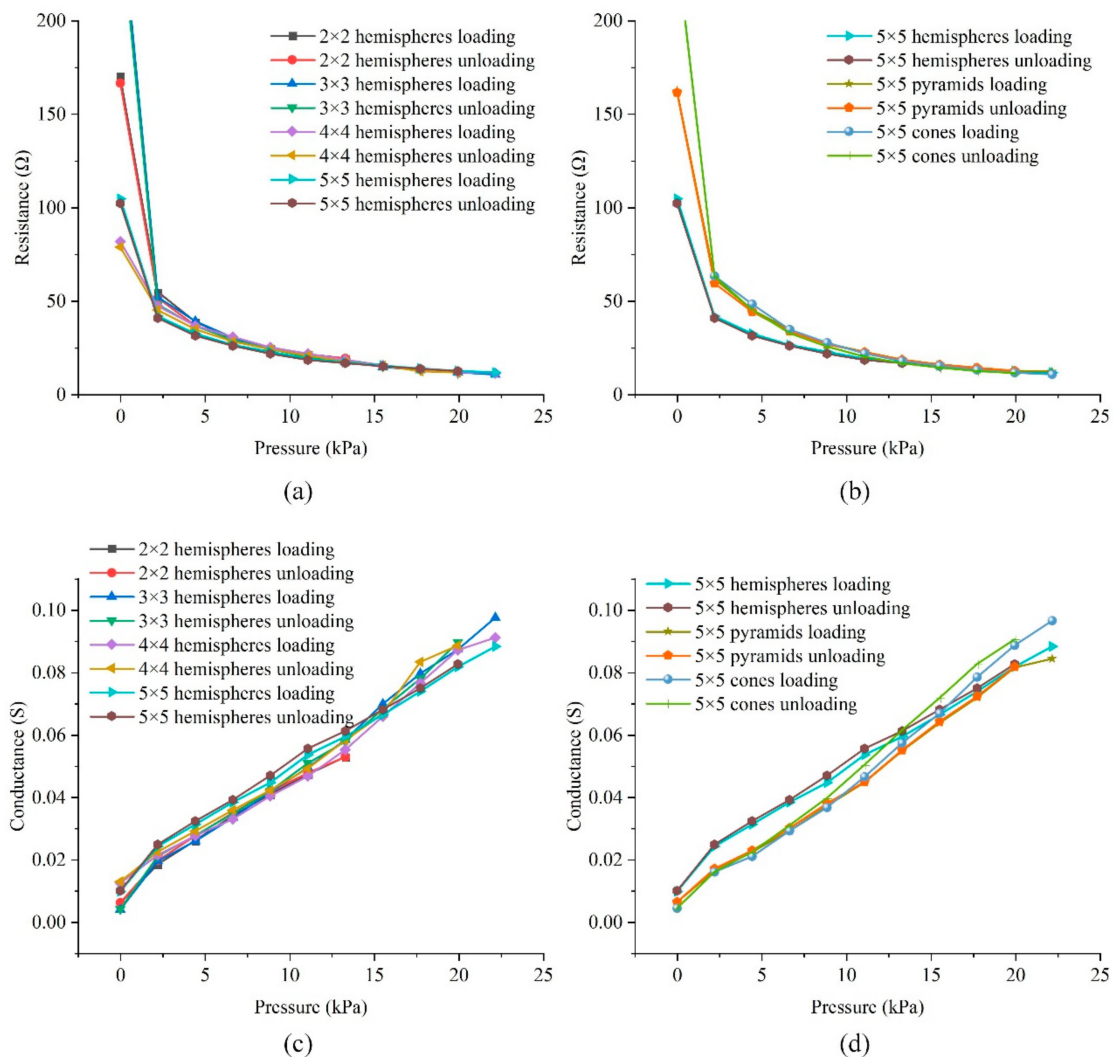 200
150
100
50
0
Resistance (Ω)
2×2 hemispheres loading
2×2 hemispheres unloading
3×3 hemispheres loading
3×3 hemispheres unloading
4×4 hemispheres loading
4×4 hemispheres unloading
5×5 hemispheres loading
5×5 hemispheres unloading
0 5 10 15 20 25
Pressure (kPa)
(a)
200
150
100
50
0
Resistance (Ω)
5×5 hemispheres loading
5×5 hemispheres unloading
5×5 pyramids loading
5×5 pyramids unloading
5×5 cones loading
5×5 cones unloading
0 5 10 15 20 25
Pressure (kPa)
(b)
2×2 hemispheres loading
2×2 hemispheres unloading
3×3 hemispheres loading
3×3 hemispheres unloading
4×4 hemispheres loading
4×4 hemispheres unloading
5×5 hemispheres loading
5×5 hemispheres unloading
0.10
0.08
0.06
0.04
0.02
0.00
Conductance (S)
0 5 10 15 20 25
Pressure (kPa)
(c)
5×5 hemispheres loading
5×5 hemispheres unloading
5×5 pyramids loading
5×5 pyramids unloading
5×5 cones loading
5×5 cones unloading
0.10
0.08
0.06
0.04
0.02
0.00
Conductance (S)
0 5 10 15 20 25
Pressure (kPa)
(d)